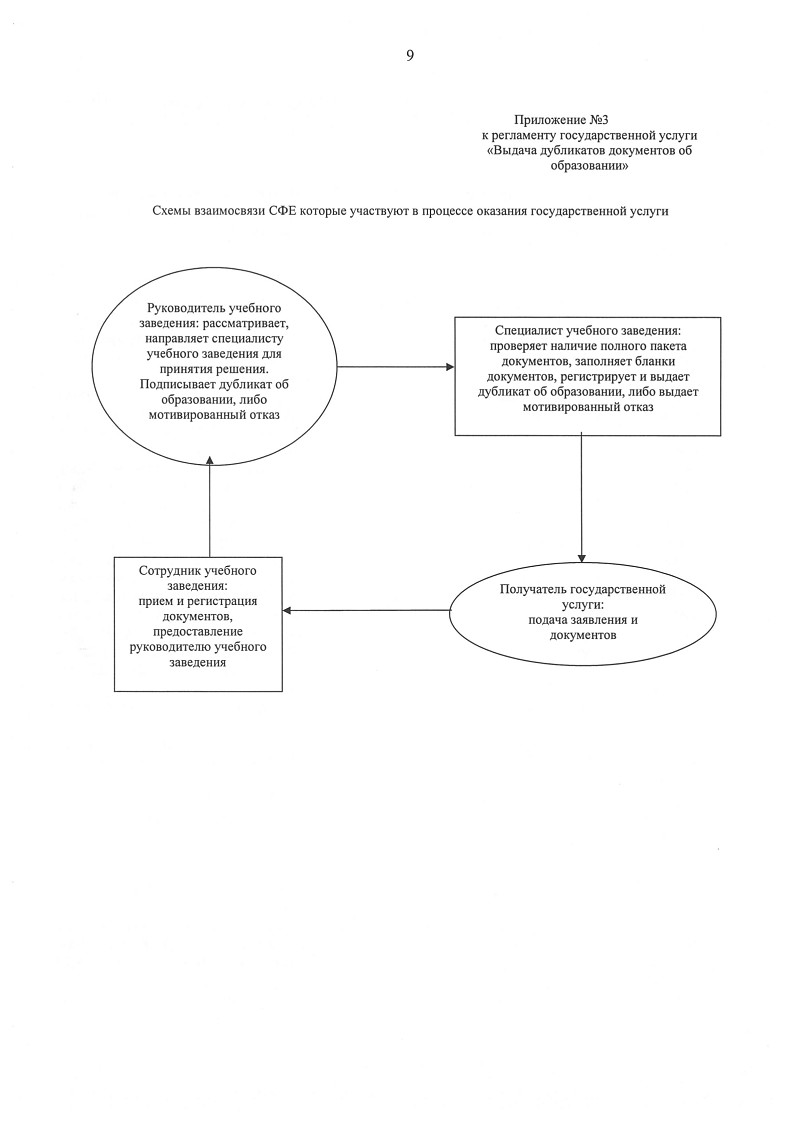 9
Приложение №3
к регламенту государственной услуги
«Выдача дубликатов документов об
образовании»
Схемы взаимосвязи СФЕ которые участвуют в процессе оказания государственной услуги
Руководитель учебного
заведения: рассматривает,
направляет специалисту
учебного заведения для
принятия решения.
Подписывает дубликат об
образовании, либо
мотивированный отказ
Специалист учебного заведения:
проверяет наличие полного пакета
документов, заполняет бланки
документов, регистрирует и выдает
дубликат об образовании, либо выдает
мотивированный отказ
Сотрудник учебного
заведения:
прием и регистрация
документов,
предоставление
руководителю учебного
заведения
Получатель государственной
услуги:
подача заявления и
документов